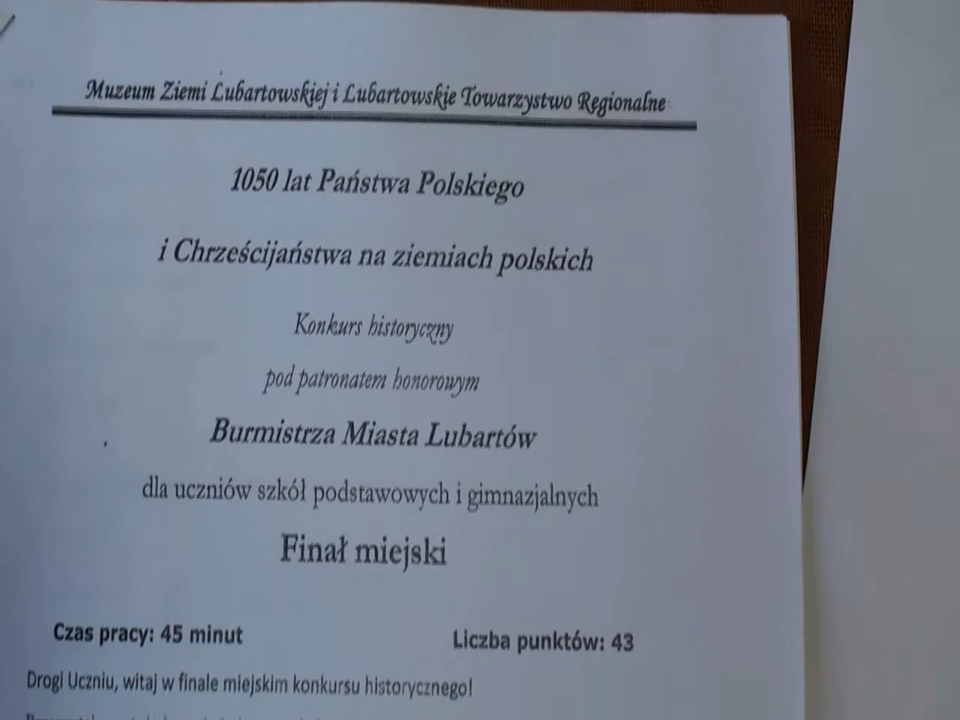 Muzeum Ziemi Lubartowskiej i Lubartowskie Towarzystwo Regionalne
1050 lat Państwa Polskiego
i Chrześcijaństwa na ziemiach polskich
Konkurs historyczny
pod patronatem honorowym
Burmistrza Miasta Lubartów
dla uczniów szkół podstawowych i gimnazjalnych
Finał miejski
Czas pracy: 45 minut Liczba punktów: 43
Drogi Uczniu, witaj w finale miejskim konkursu historycznego!